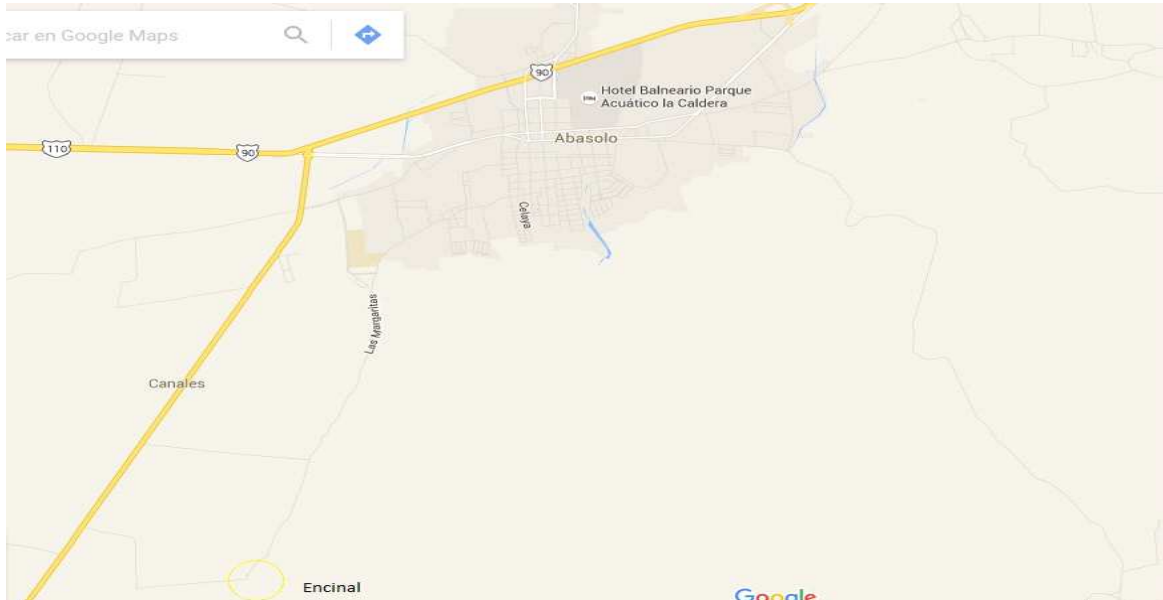 car en Google Maps
90
Hotel Balneario Parque
Acuático la Caldera
Abasolo
110
90
Celaya
Las Margaritas
Canales
Encinal
Google